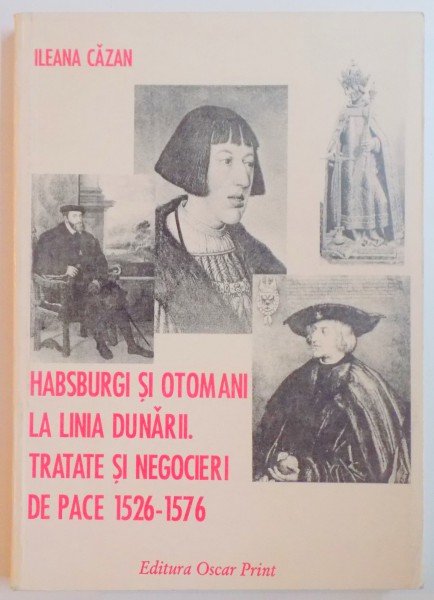 ILEANA CĂZAN
HABSBURGI ȘI OTOMANI
LA LINIA DUNĂRII.
TRATATE ȘI NEGOCIERI
DE PACE 1526-1576
Editura Oscar Print